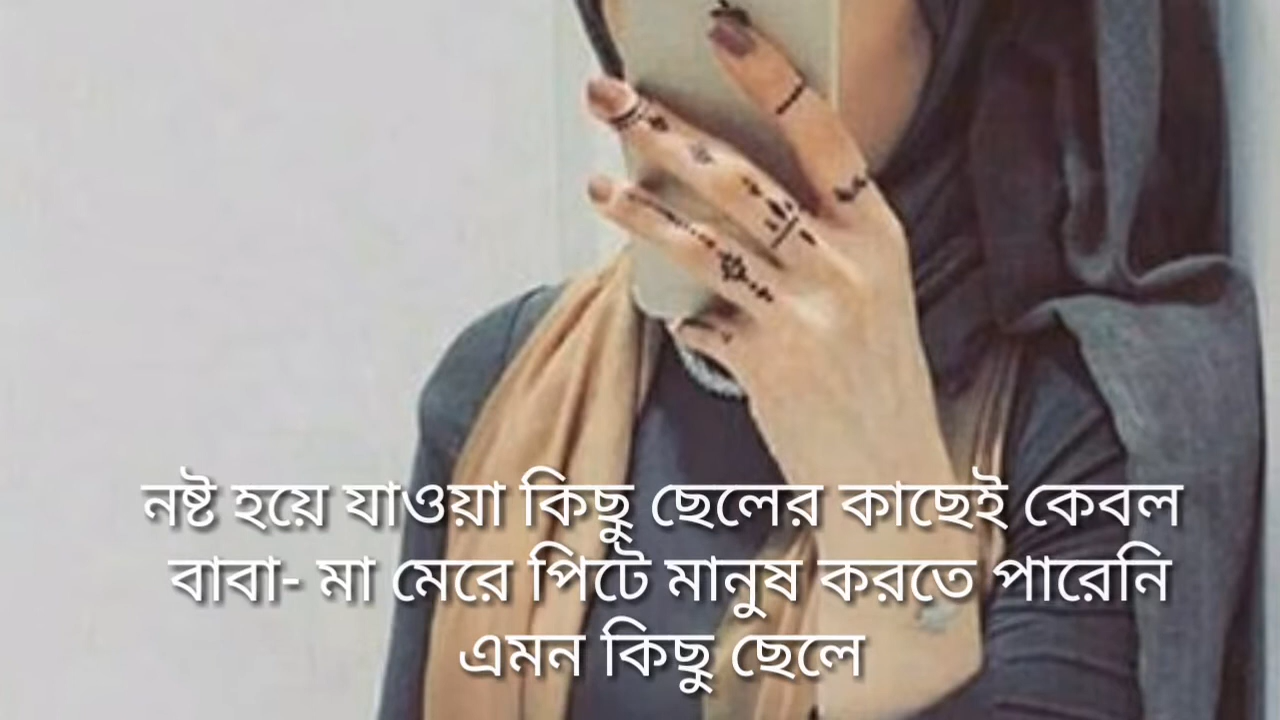 নষ্ট হয়ে যাওয়া কিছু ছেলের কাছেই কেবল
বাবা- মা মেরে পিটে মানুষ করতে পারেনি
এমন কিছু ছেলে